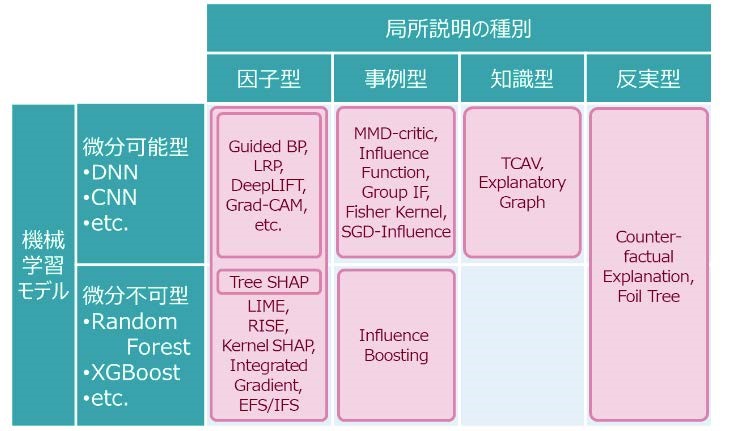 局所説明の種別
因子型
事例型
知識型
反実型
機械
学習
モデル
微分可能型
•DNN
•CNN
•etc.
Guided BP,
LRP,
DeepLIFT,
Grad-CAM,
etc.
MMD-critic,
Influence
Function,
Group IF,
Fisher Kernel,
SGD-Influence
TCAV,
Explanatory
Graph
Counter-
factual
Explanation,
Foil Tree
微分不可型
•Random
Forest
•XGBoost
•etc.
Tree SHAP
LIME,
RISE,
Kernel SHAP,
Integrated
Gradient,
EFS/IFS
Influence
Boosting